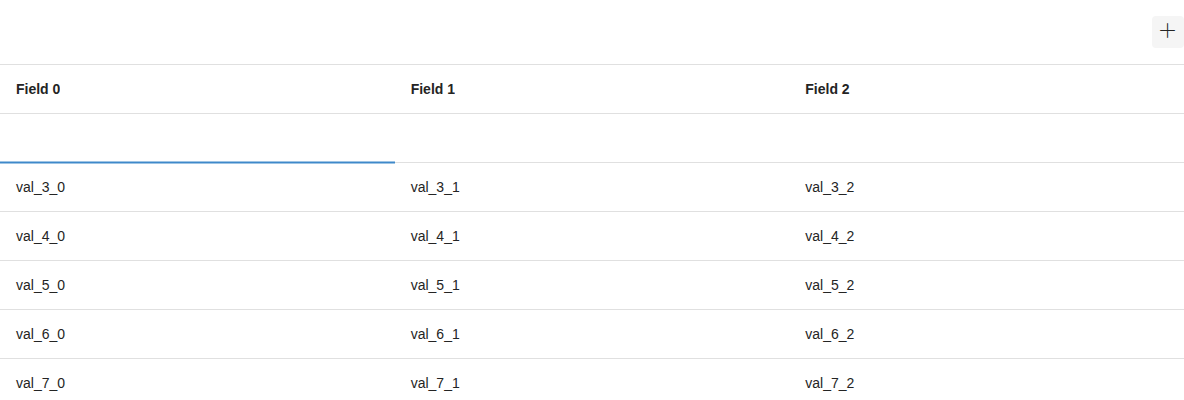 Field 0 Field 1 Field 2
val_3_0 val_3_1 val_3_2
val_4_0 val_4_1 val_4_2
val_5_0 val_5_1 val_5_2
val_6_0 val_6_1 val_6_2
val_7_0 val_7_1 val_7_2